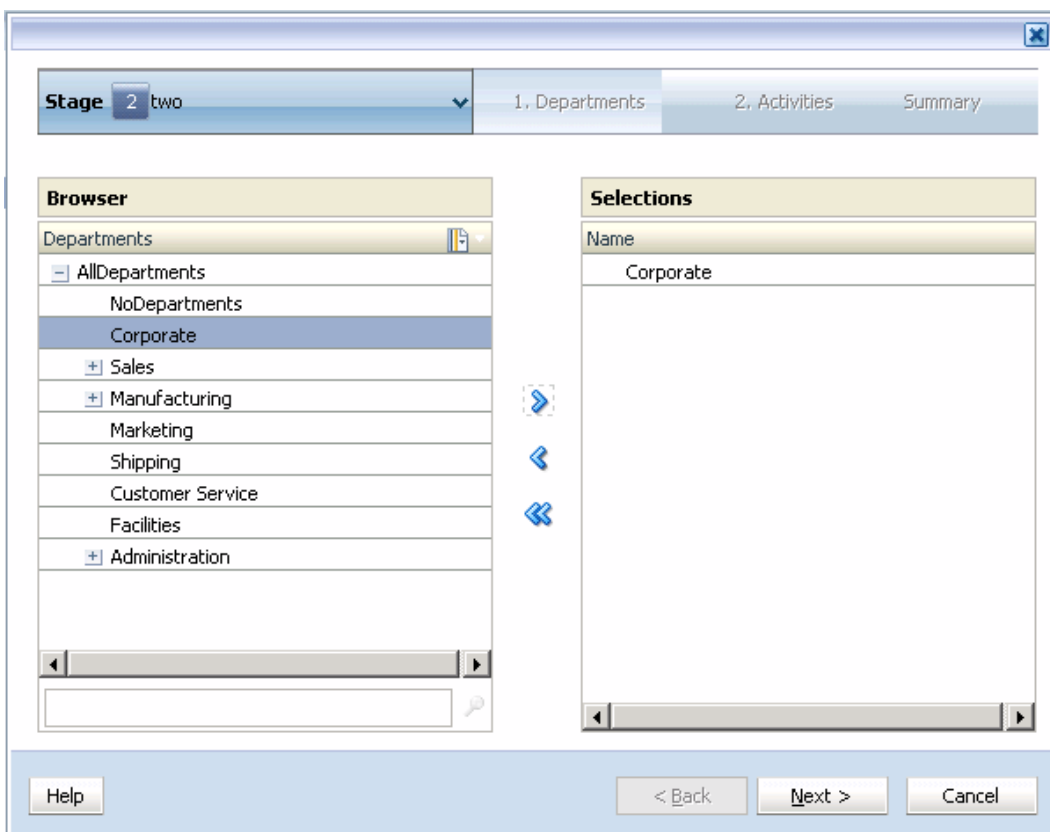 Stage 2 two 1. Departments 2. Activities Summary
Browser
Departments
AllDepartments
NoDepartments
Corporate
Sales
Manufacturing
Marketing
Shipping
Customer Service
Facilities
Administration
Selections
Name
Corporate
Help < Back Next > Cancel